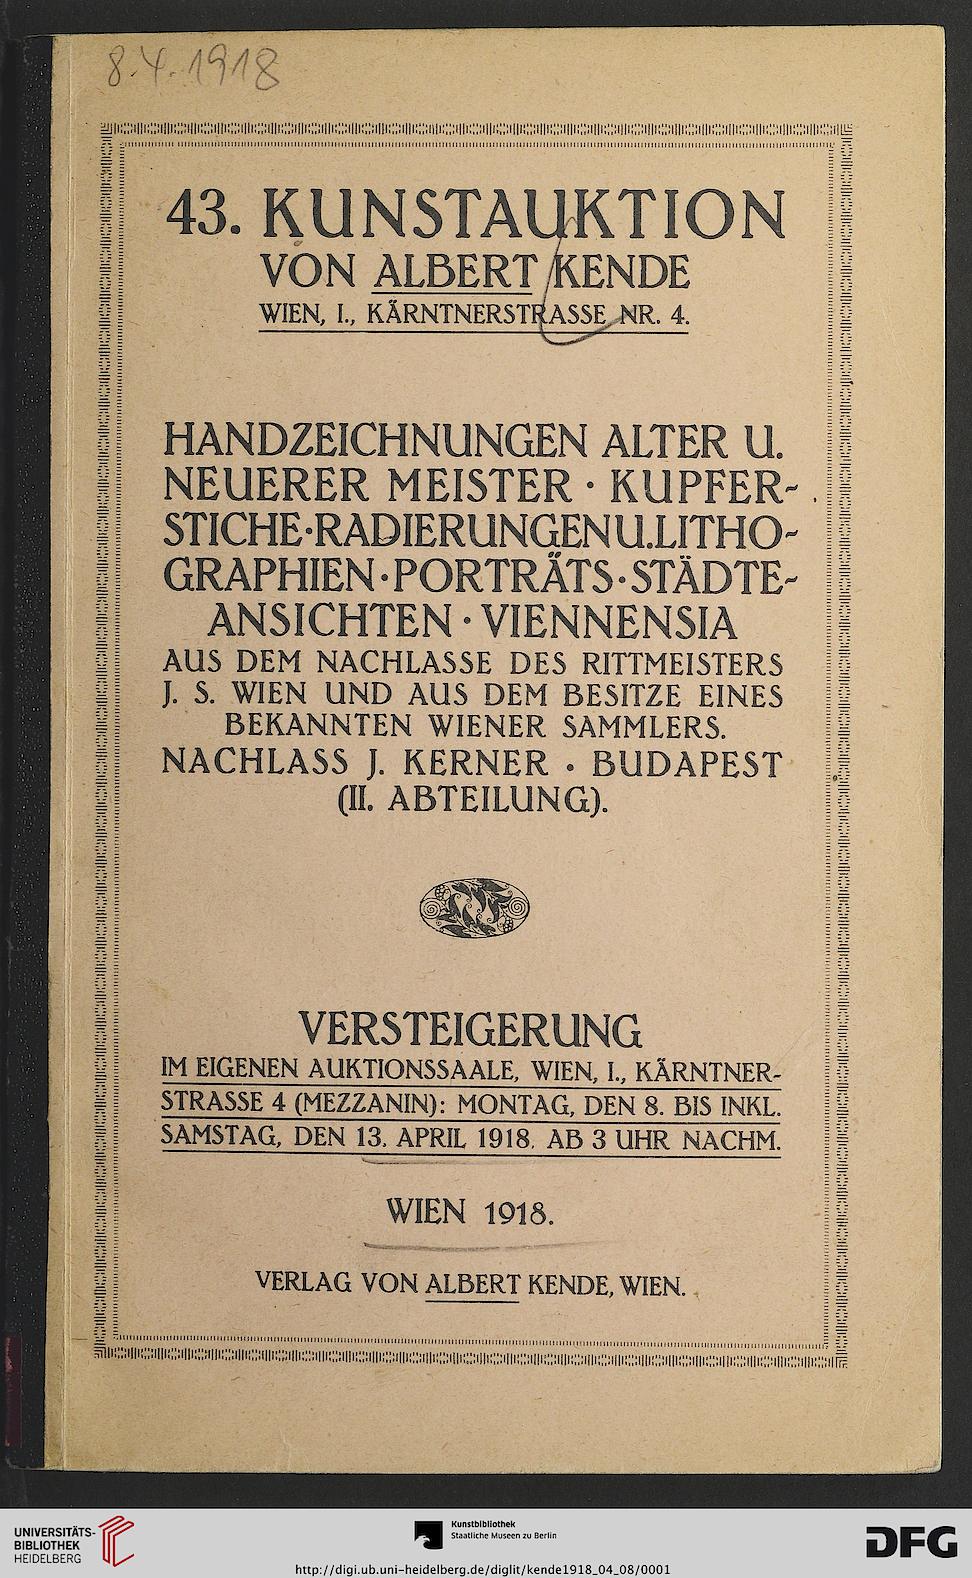 8.4.1918
43. KUNSTAUKTION
VON ALBERT KENDE
WIEN, I., KÄRNTNERSTRASSE NR. 4.
HANDZEICHNUNGEN ALTER U.
NEUERER MEISTER · KUPFER-
STICHE·RADIERUNGEN U. LITHO-
GRAPHIEN·PORTRÄTS·STÄDTE-
ANSICHTEN · VIENNENSIA
AUS DEM NACHLASSE DES RITTMEISTERS
J. S. WIEN UND AUS DEM BESITZE EINES
BEKANNTEN WIENER SAMMLERS.
NACHLASS J. KERNER · BUDAPEST
(II. ABTEILUNG).
VERSTEIGERUNG
IM EIGENEN AUKTIONSSAALE, WIEN, I., KÄRNTNER-
STRASSE 4 (MEZZANIN): MONTAG, DEN 8. BIS INKL.
SAMSTAG, DEN 13. APRIL 1918. AB 3 UHR NACHM.
WIEN 1918.
VERLAG VON ALBERT KENDE, WIEN.
UNIVERSITÄTS-
BIBLIOTHEK
HEIDELBERG
Kunstbibliothek
Staatliche Museen zu Berlin
http://digi.ub.uni-heidelberg.de/diglit/kende1918_04_08/0001
DFG